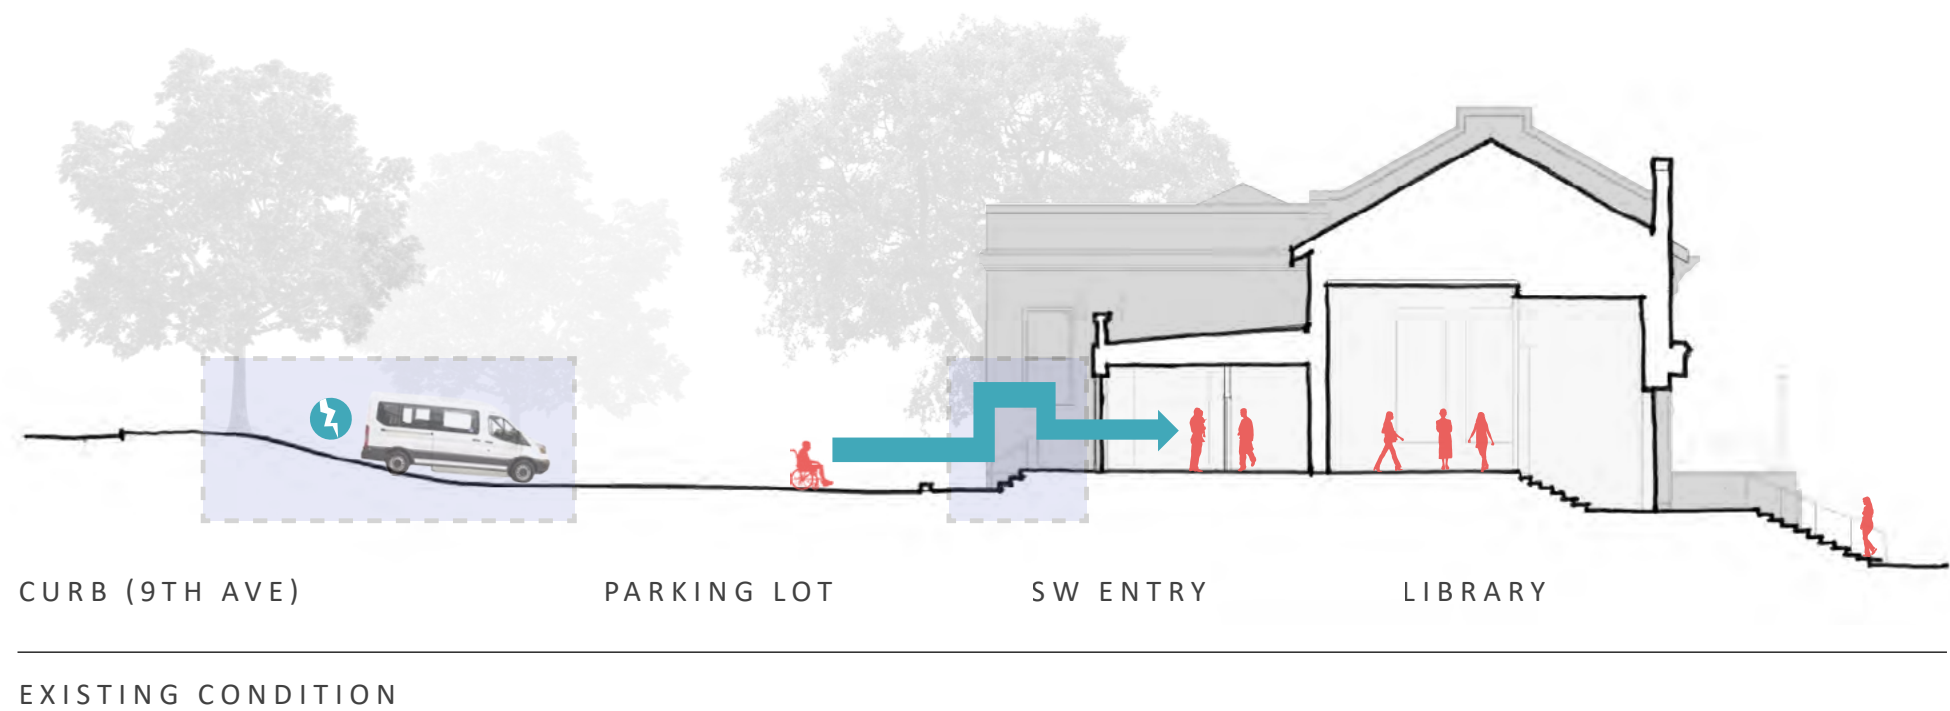 CURB (9TH AVE)
PARKING LOT
SW ENTRY
LIBRARY
EXISTING CONDITION